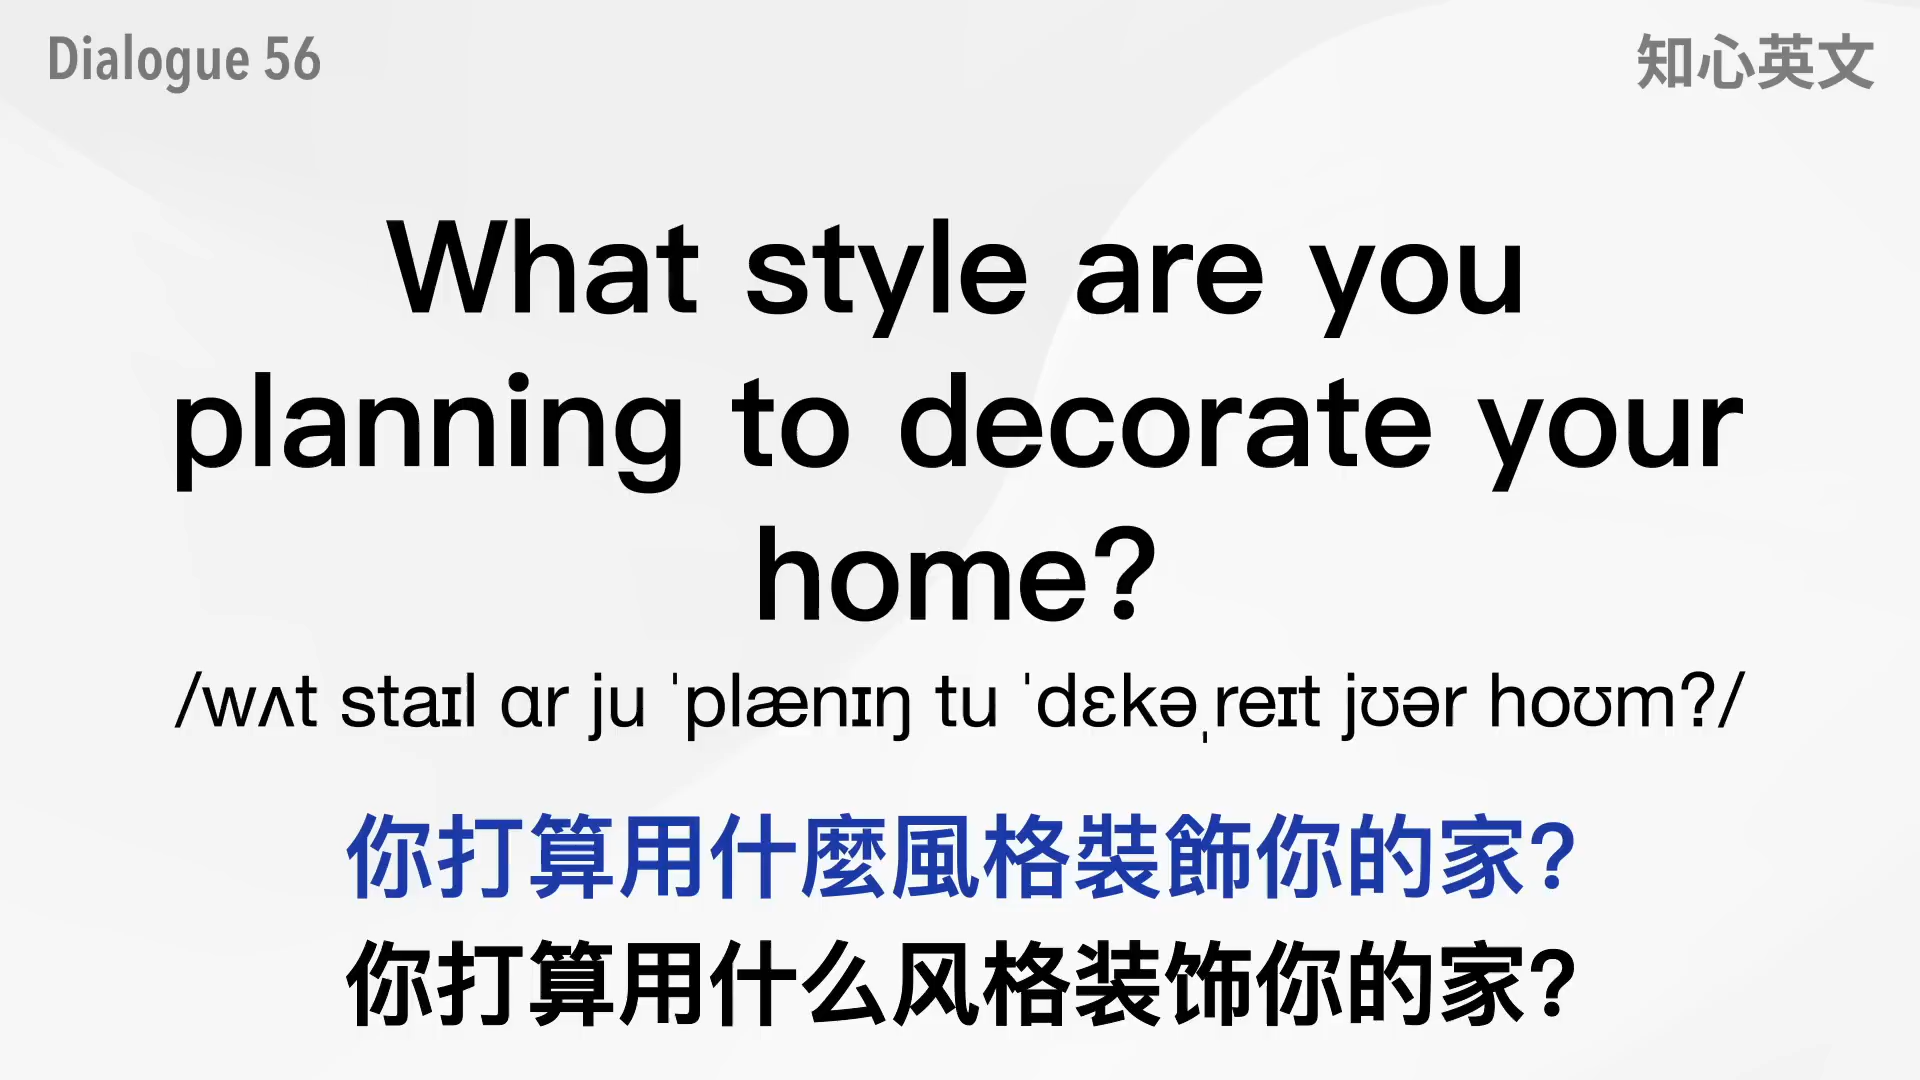 Dialogue 56
知心英文
What style are you
planning to decorate your
home?
/wʌt staɪl ɑr ju ˈplænɪŋ tu ˈdɛkəˌreɪt jʊər hoʊm?/
你打算用什麼風格裝飾你的家？
你打算用什么风格装饰你的家？